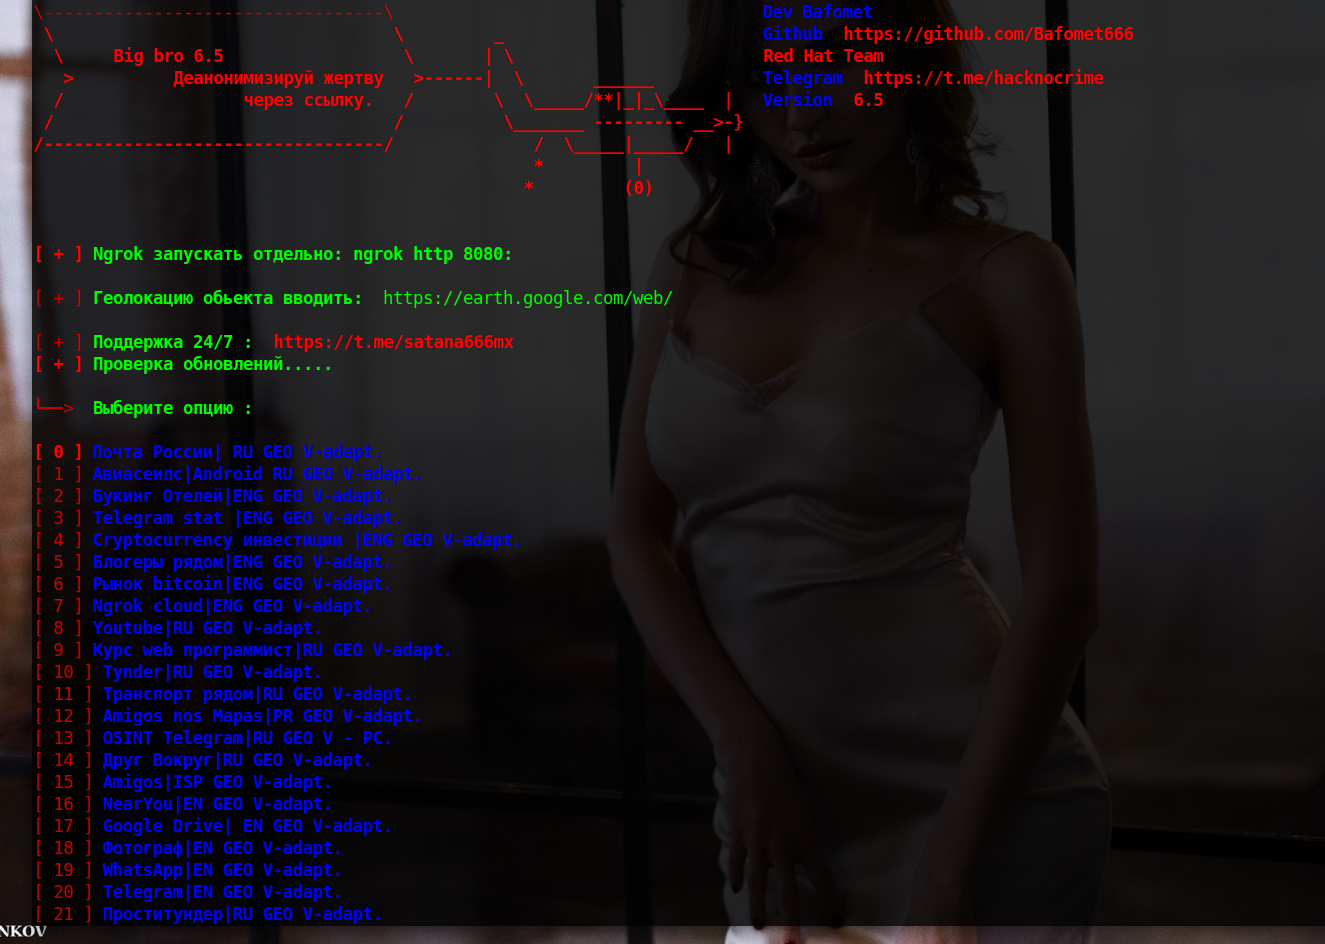 Dev Bafomet
Github https://github.com/Bafomet666
Big bro 6.5
Red Hat Team
Деанонимизируй жертву
Telegram https://t.me/hacknocrime
через ссылку.
Version 6.5
(0)
[ + ] Ngrok запускать отдельно: ngrok http 8080:
[ + ] Геолокацию обьекта вводить: https://earth.google.com/web/
[ + ] Поддержка 24/7 : https://t.me/satana666mx
[ + ] Проверка обновлений.....
└──> Выберите опцию :
[ 0 ] Почта России| RU GEO V-adapt.
[ 1 ] Авиасеилс|Android RU GEO V-adapt.
[ 2 ] Букинг Отелей|ENG GEO V-adapt.
[ 3 ] Telegram stat |ENG GEO V-adapt.
[ 4 ] Cryptocurrency инвестиции |ENG GEO V-adapt.
[ 5 ] Блогеры рядом|ENG GEO V-adapt.
[ 6 ] Рынок bitcoin|ENG GEO V-adapt.
[ 7 ] Ngrok cloud|ENG GEO V-adapt.
[ 8 ] Youtube|RU GEO V-adapt.
[ 9 ] Курс web программист|RU GEO V-adapt.
[ 10 ] Tynder|RU GEO V-adapt.
[ 11 ] Транспорт рядом|RU GEO V-adapt.
[ 12 ] Amigos nos Mapas|PR GEO V-adapt.
[ 13 ] OSINT Telegram|RU GEO V - PC.
[ 14 ] Друг Вокруг|RU GEO V-adapt.
[ 15 ] Amigos|ISP GEO V-adapt.
[ 16 ] NearYou|EN GEO V-adapt.
[ 17 ] Google Drive| EN GEO V-adapt.
[ 18 ] Фотограф|EN GEO V-adapt.
[ 19 ] WhatsApp|EN GEO V-adapt.
[ 20 ] Telegram|EN GEO V-adapt.
[ 21 ] Проститундер|RU GEO V-adapt.
NKOV